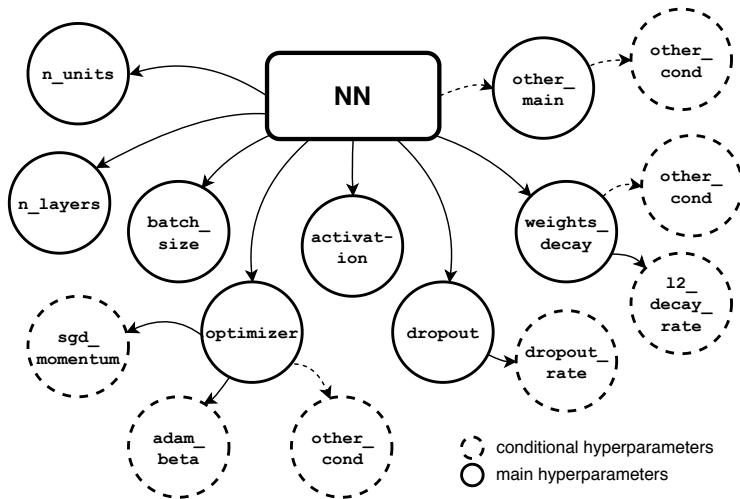 n_units
NN
other_
main
other_
cond
n_layers
batch_
size
activat-
ion
weights_
decay
other_
cond
l2_
decay_
rate
sgd_
momentum
optimizer
dropout
dropout_
rate
adam_
beta
other_
cond
conditional hyperparameters
main hyperparameters